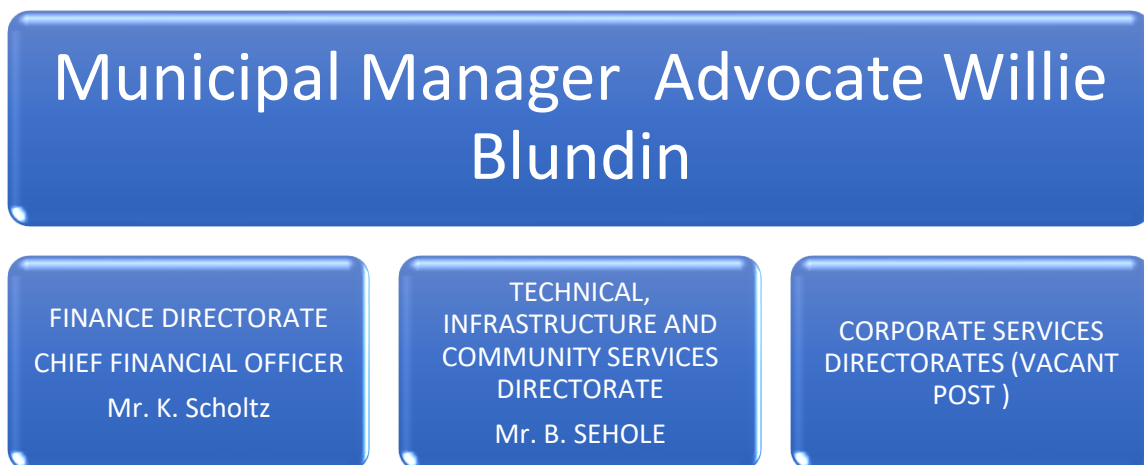 Municipal Manager  Advocate Willie
Blundin
FINANCE DIRECTORATE
CHIEF FINANCIAL OFFICER
Mr. K. Scholtz
TECHNICAL,
INFRASTRUCTURE AND
COMMUNITY SERVICES
DIRECTORATE
Mr. B. SEHOLE
CORPORATE SERVICES
DIRECTORATES (VACANT
POST )